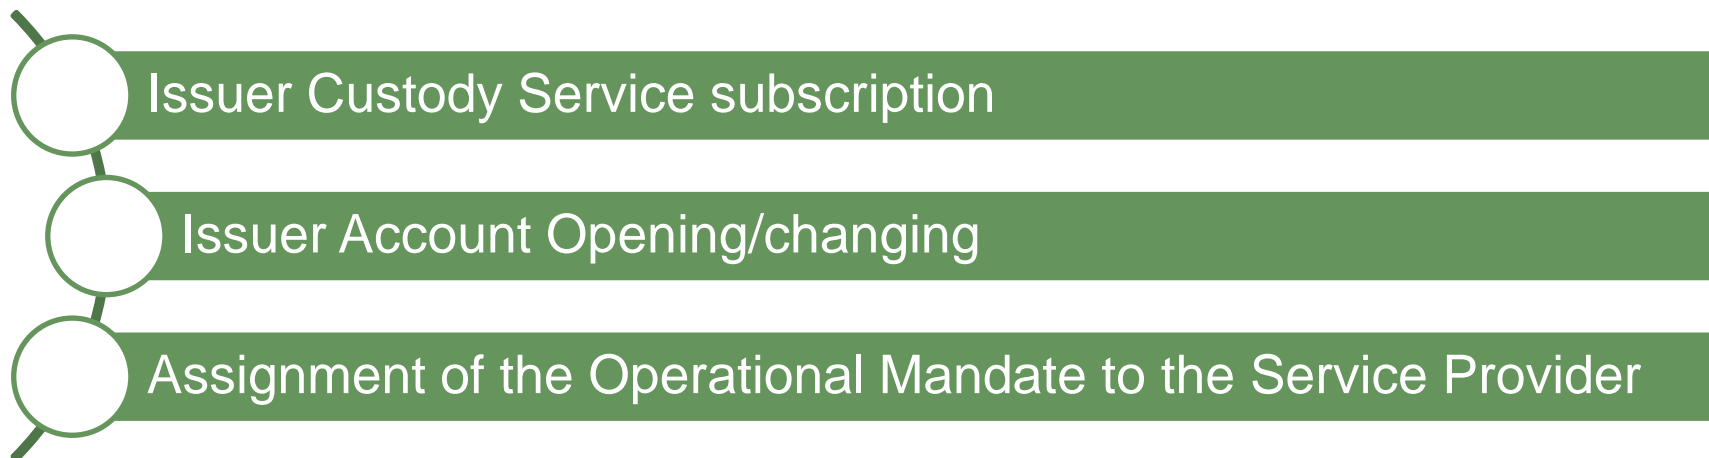 Issuer Custody Service subscription
Issuer Account Opening/changing
Assignment of the Operational Mandate to the Service Provider